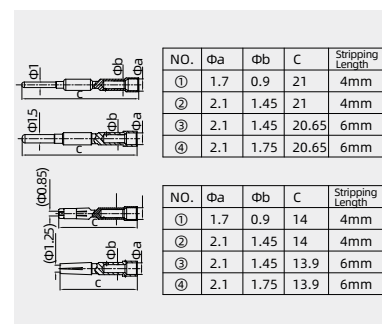 Φ1
Φb
Φa
C
Φ15
Φb
Φa
C
NO. Φa Φb C Stripping Length
① 1.7 0.9 21 4mm
② 2.1 1.45 21 4mm
③ 2.1 1.45 20.65 6mm
④ 2.1 1.75 20.65 6mm
(Φ0.85)
Φb
Φa
C
(Φ1.25)
Φb
Φa
C
NO. Φa Φb C Stripping Length
① 1.7 0.9 14 4mm
② 2.1 1.45 14 4mm
③ 2.1 1.45 13.9 6mm
④ 2.1 1.75 13.9 6mm